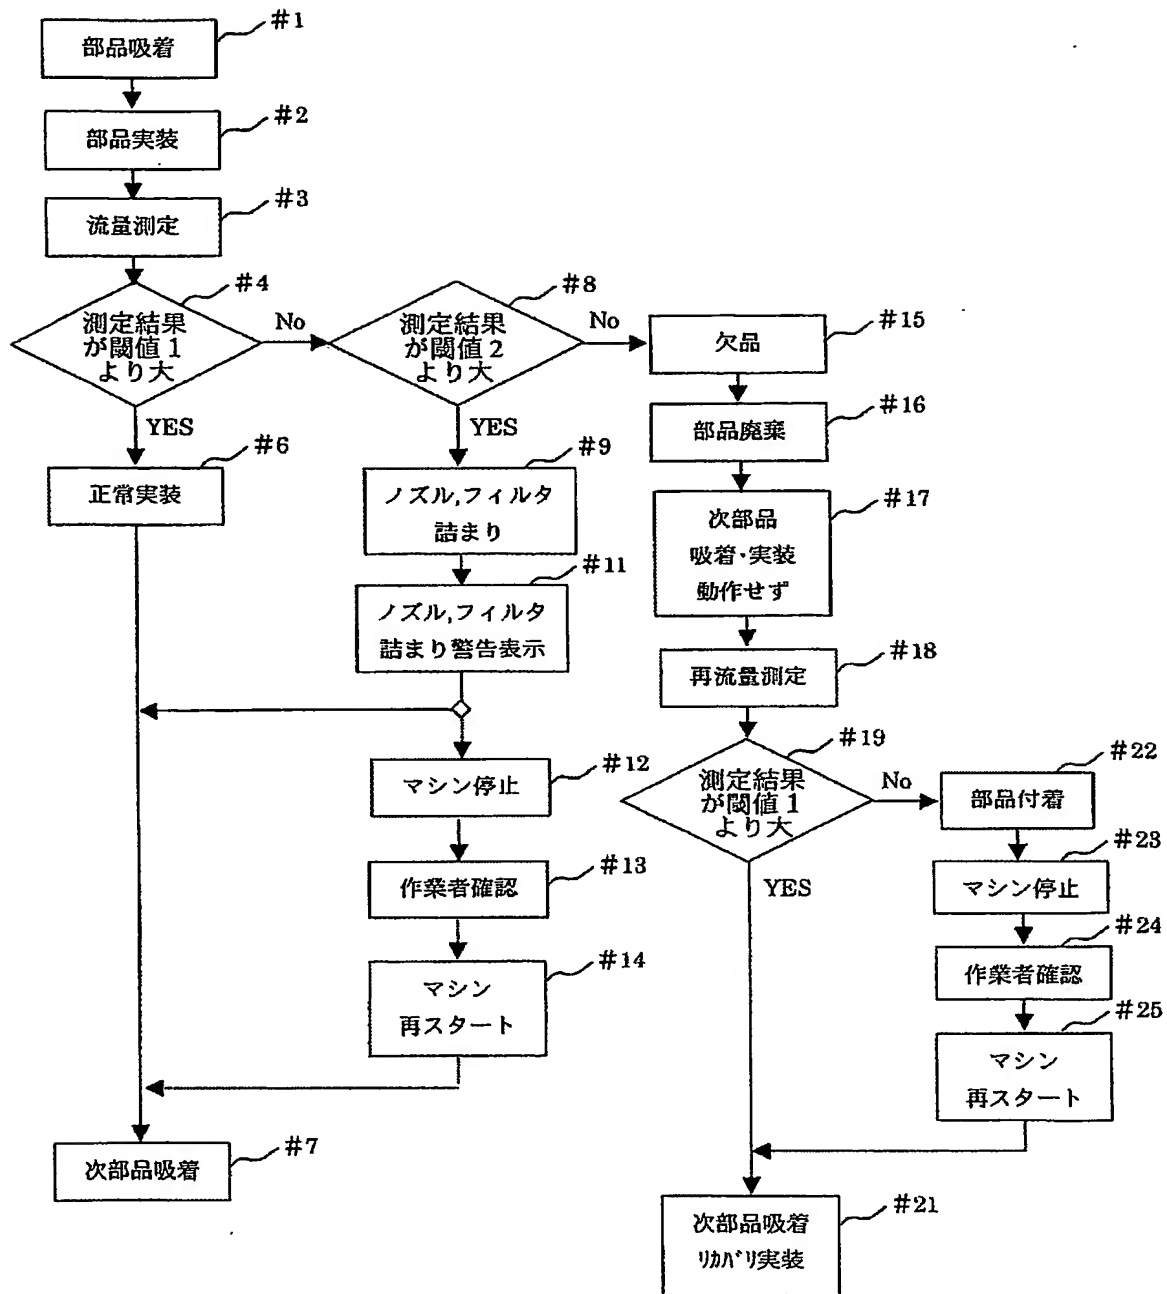 #1
部品吸着
#2
部品実装
#3
流量測定
#4
測定結果
が閾値1
より大
No
YES
#6
正常実装
#7
次部品吸着
#8
測定結果
が閾値2
より大
No
YES
#9
ノズル,フィルタ
詰まり
#11
ノズル,フィルタ
詰まり警告表示
#12
マシン停止
#13
作業者確認
#14
マシン
再スタート
#15
欠品
#16
部品廃棄
#17
次部品
吸着・実装
動作せず
#18
再流量測定
#19
測定結果
が閾値1
より大
No
YES
#21
次部品吸着
ﾘｶﾊﾞﾘ実装
#22
部品付着
#23
マシン停止
#24
作業者確認
#25
マシン
再スタート